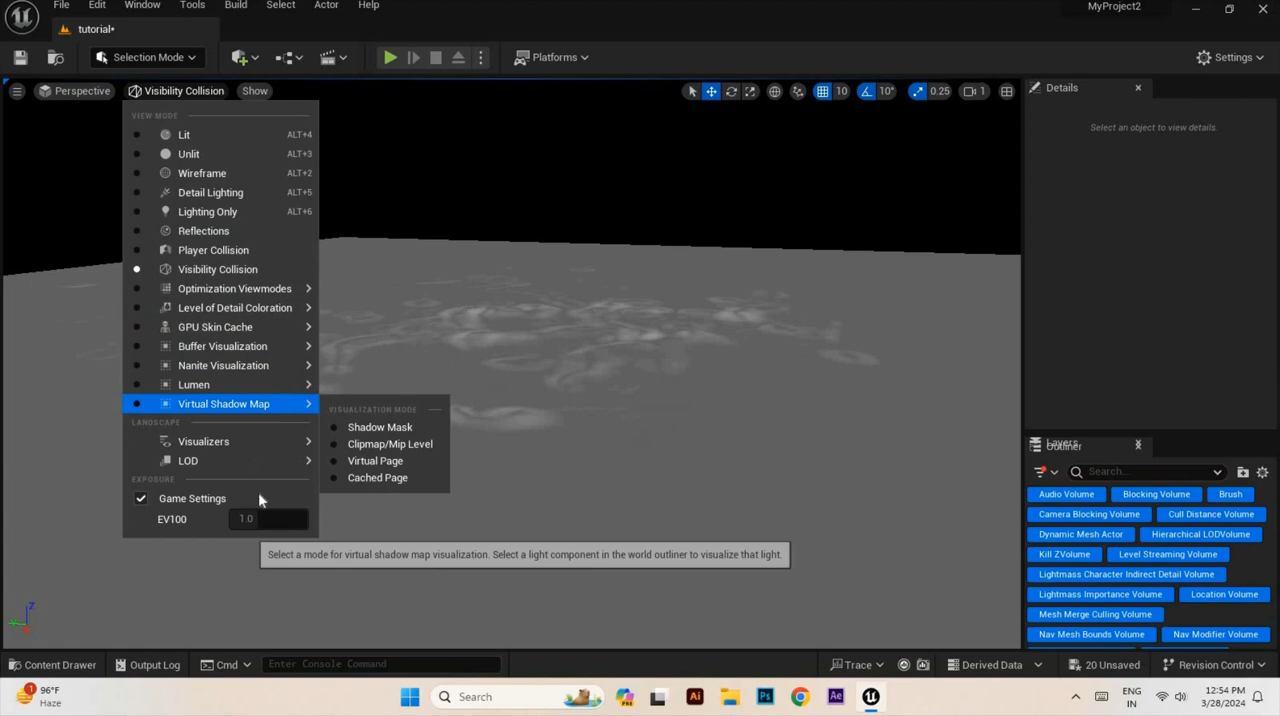 File Edit Window Tools Build Select Actor Help
MyProject2
tutorial•
Selection Mode
Platforms
Settings
Perspective
Visibility Collision
Show
10
10°
0.25
1
Details
Select an object to view details.
VIEW MODE
Lit ALT+4
Unlit ALT+3
Wireframe ALT+2
Detail Lighting ALT+5
Lighting Only ALT+6
Reflections
Player Collision
Visibility Collision
Optimization Viewmodes
Level of Detail Coloration
GPU Skin Cache
Buffer Visualization
Nanite Visualization
Lumen
Virtual Shadow Map
LANDSCAPE
Visualizers
LOD
EXPOSURE
Game Settings
EV100 1.0
VISUALIZATION MODE
Shadow Mask
Clipmap/Mip Level
Virtual Page
Cached Page
Select a mode for virtual shadow map visualization. Select a light component in the world outliner to visualize that light.
Layers
Outliner
Search...
Audio Volume Blocking Volume Brush
Camera Blocking Volume Cull Distance Volume
Dynamic Mesh Actor Hierarchical LODVolume
Kill ZVolume Level Streaming Volume
Lightmass Character Indirect Detail Volume
Lightmass Importance Volume Location Volume
Mesh Merge Culling Volume
Nav Mesh Bounds Volume Nav Modifier Volume
Z
Content Drawer Output Log Cmd Enter Console Command Trace Derived Data 20 Unsaved Revision Control
1
96°F
Haze
Search
PRE
Ai
Ps
Ae
ENG
IN
12:54 PM
3/28/2024